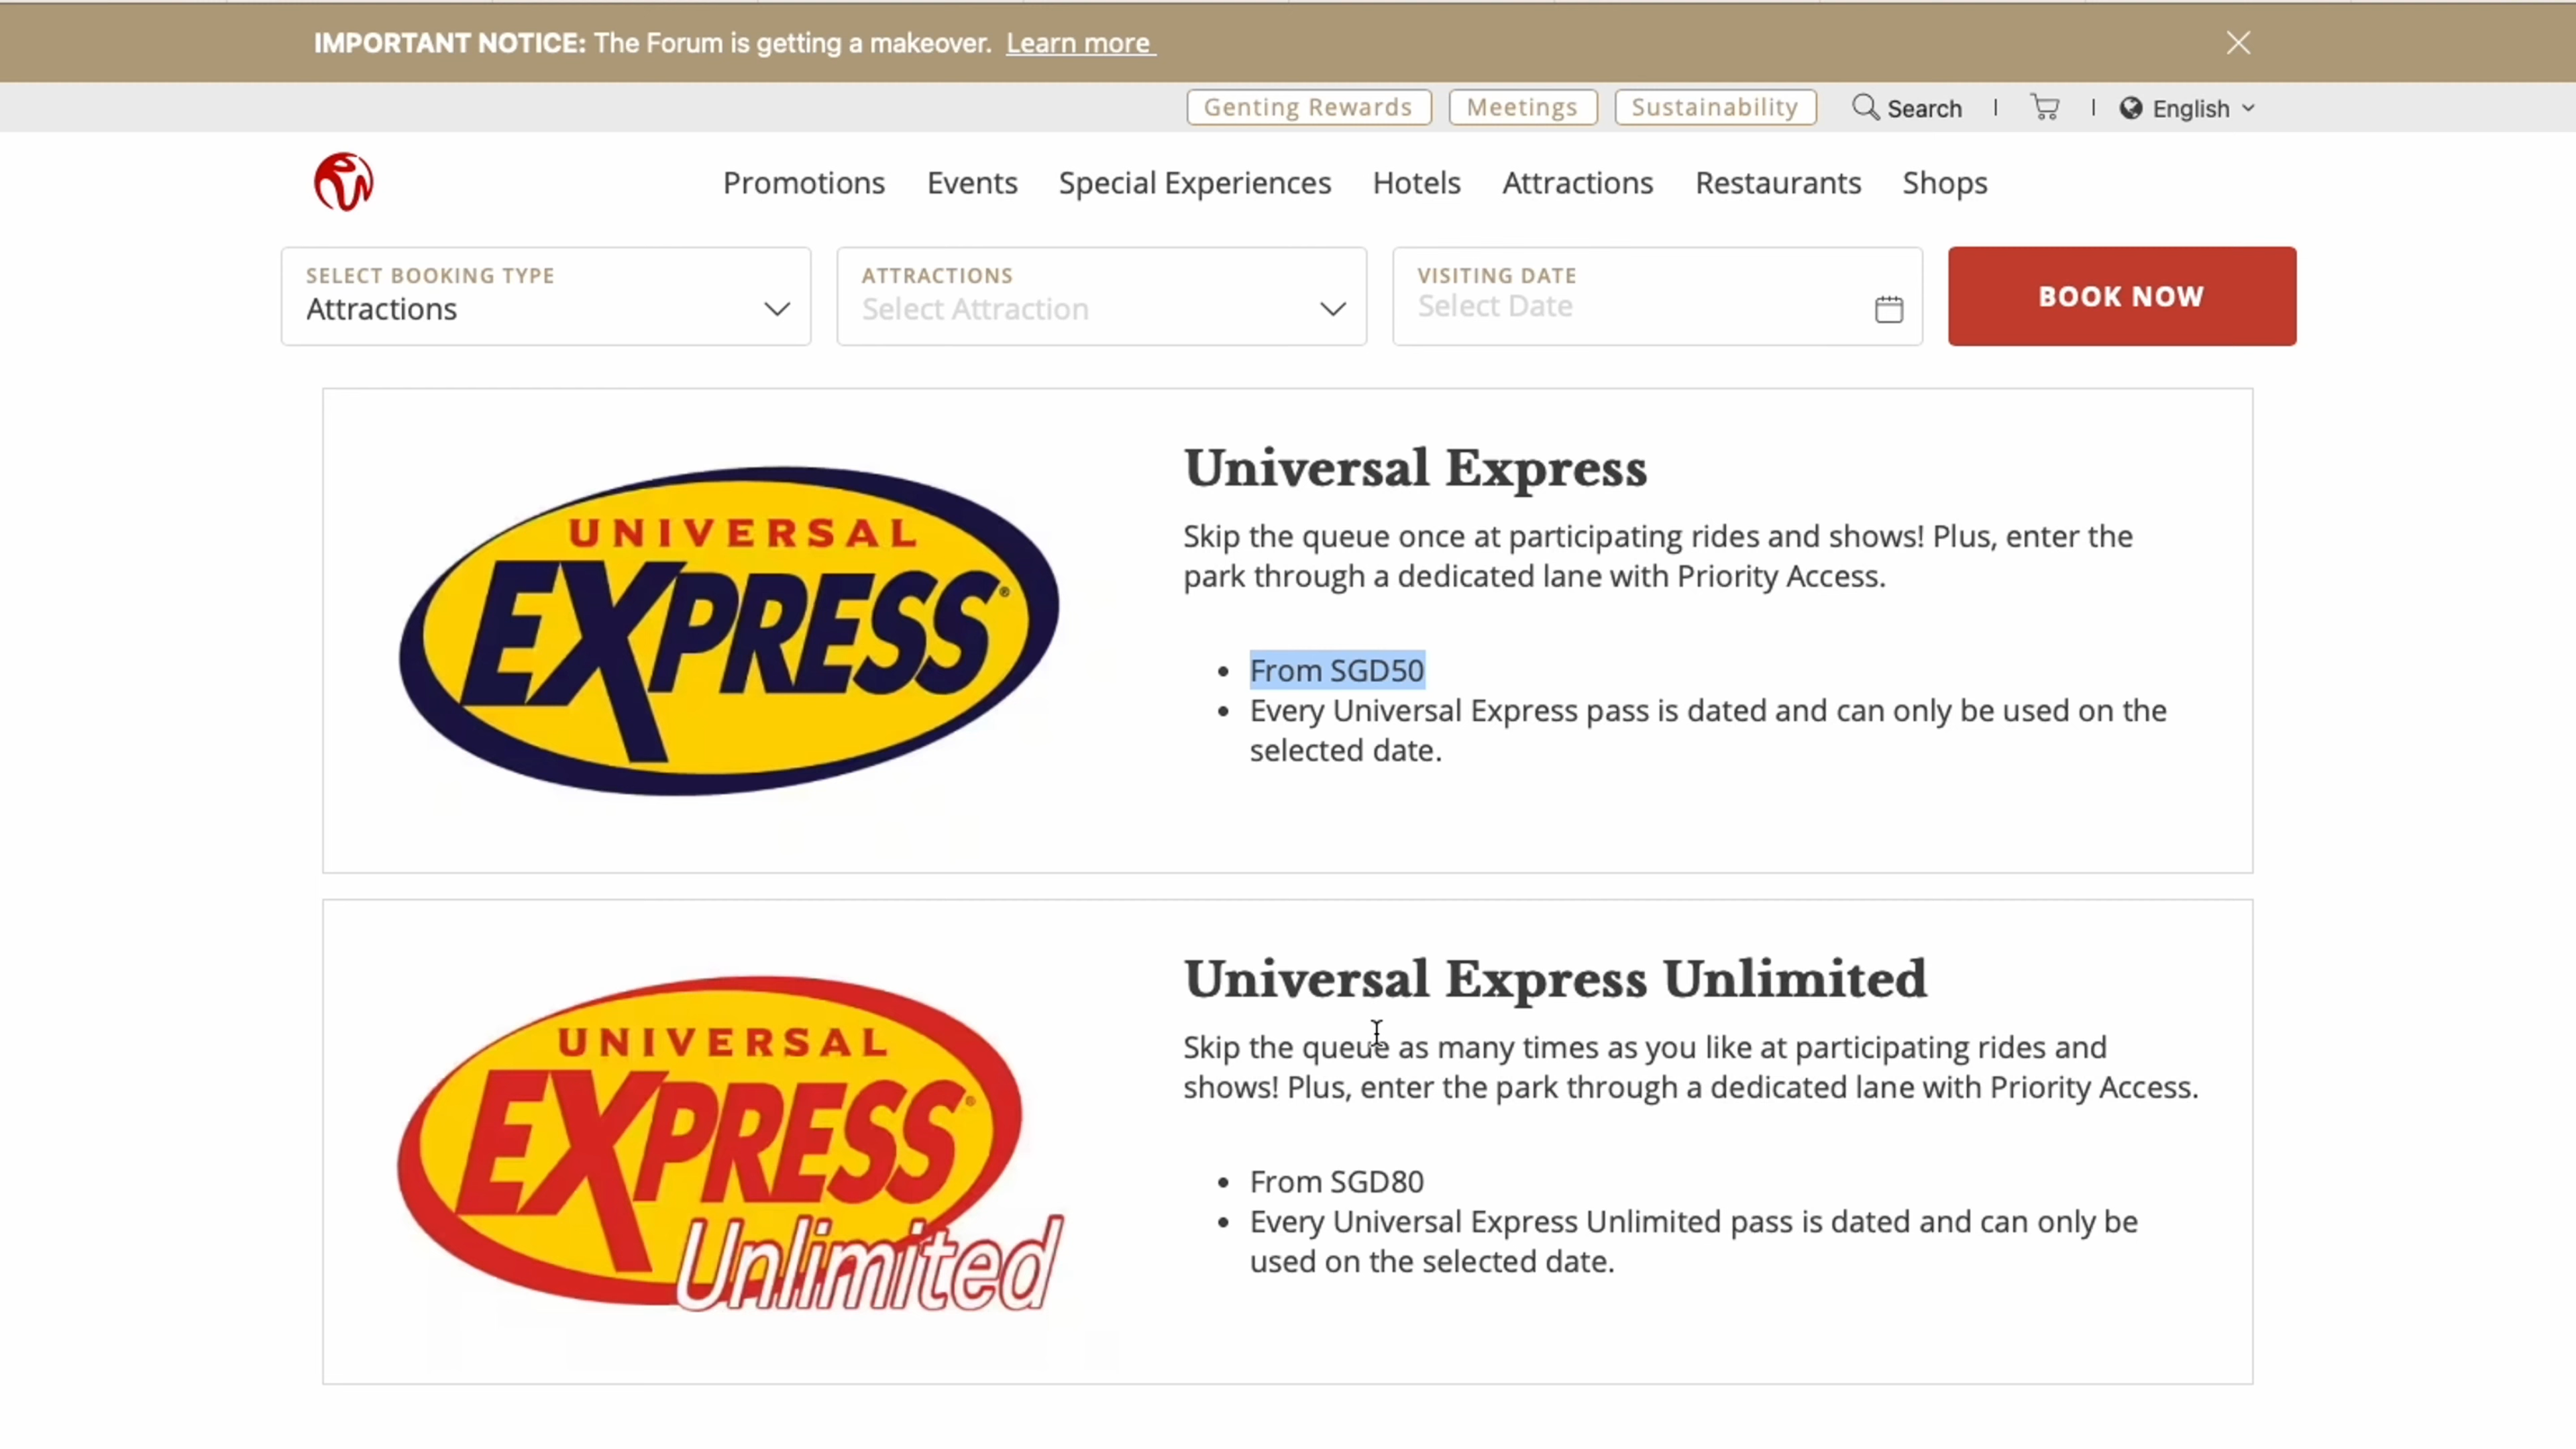 IMPORTANT NOTICE: The Forum is getting a makeover. Learn more
Genting Rewards
Meetings
Sustainability
Search
English
Promotions
Events
Special Experiences
Hotels
Attractions
Restaurants
Shops
SELECT BOOKING TYPE
Attractions
ATTRACTIONS
Select Attraction
VISITING DATE
Select Date
BOOK NOW
UNIVERSAL
EXPRESS®
Universal Express
Skip the queue once at participating rides and shows! Plus, enter the
park through a dedicated lane with Priority Access.
• From SGD50
• Every Universal Express pass is dated and can only be used on the
selected date.
UNIVERSAL
EXPRESS®
Unlimited
Universal Express Unlimited
Skip the queue as many times as you like at participating rides and
shows! Plus, enter the park through a dedicated lane with Priority Access.
• From SGD80
• Every Universal Express Unlimited pass is dated and can only be
used on the selected date.